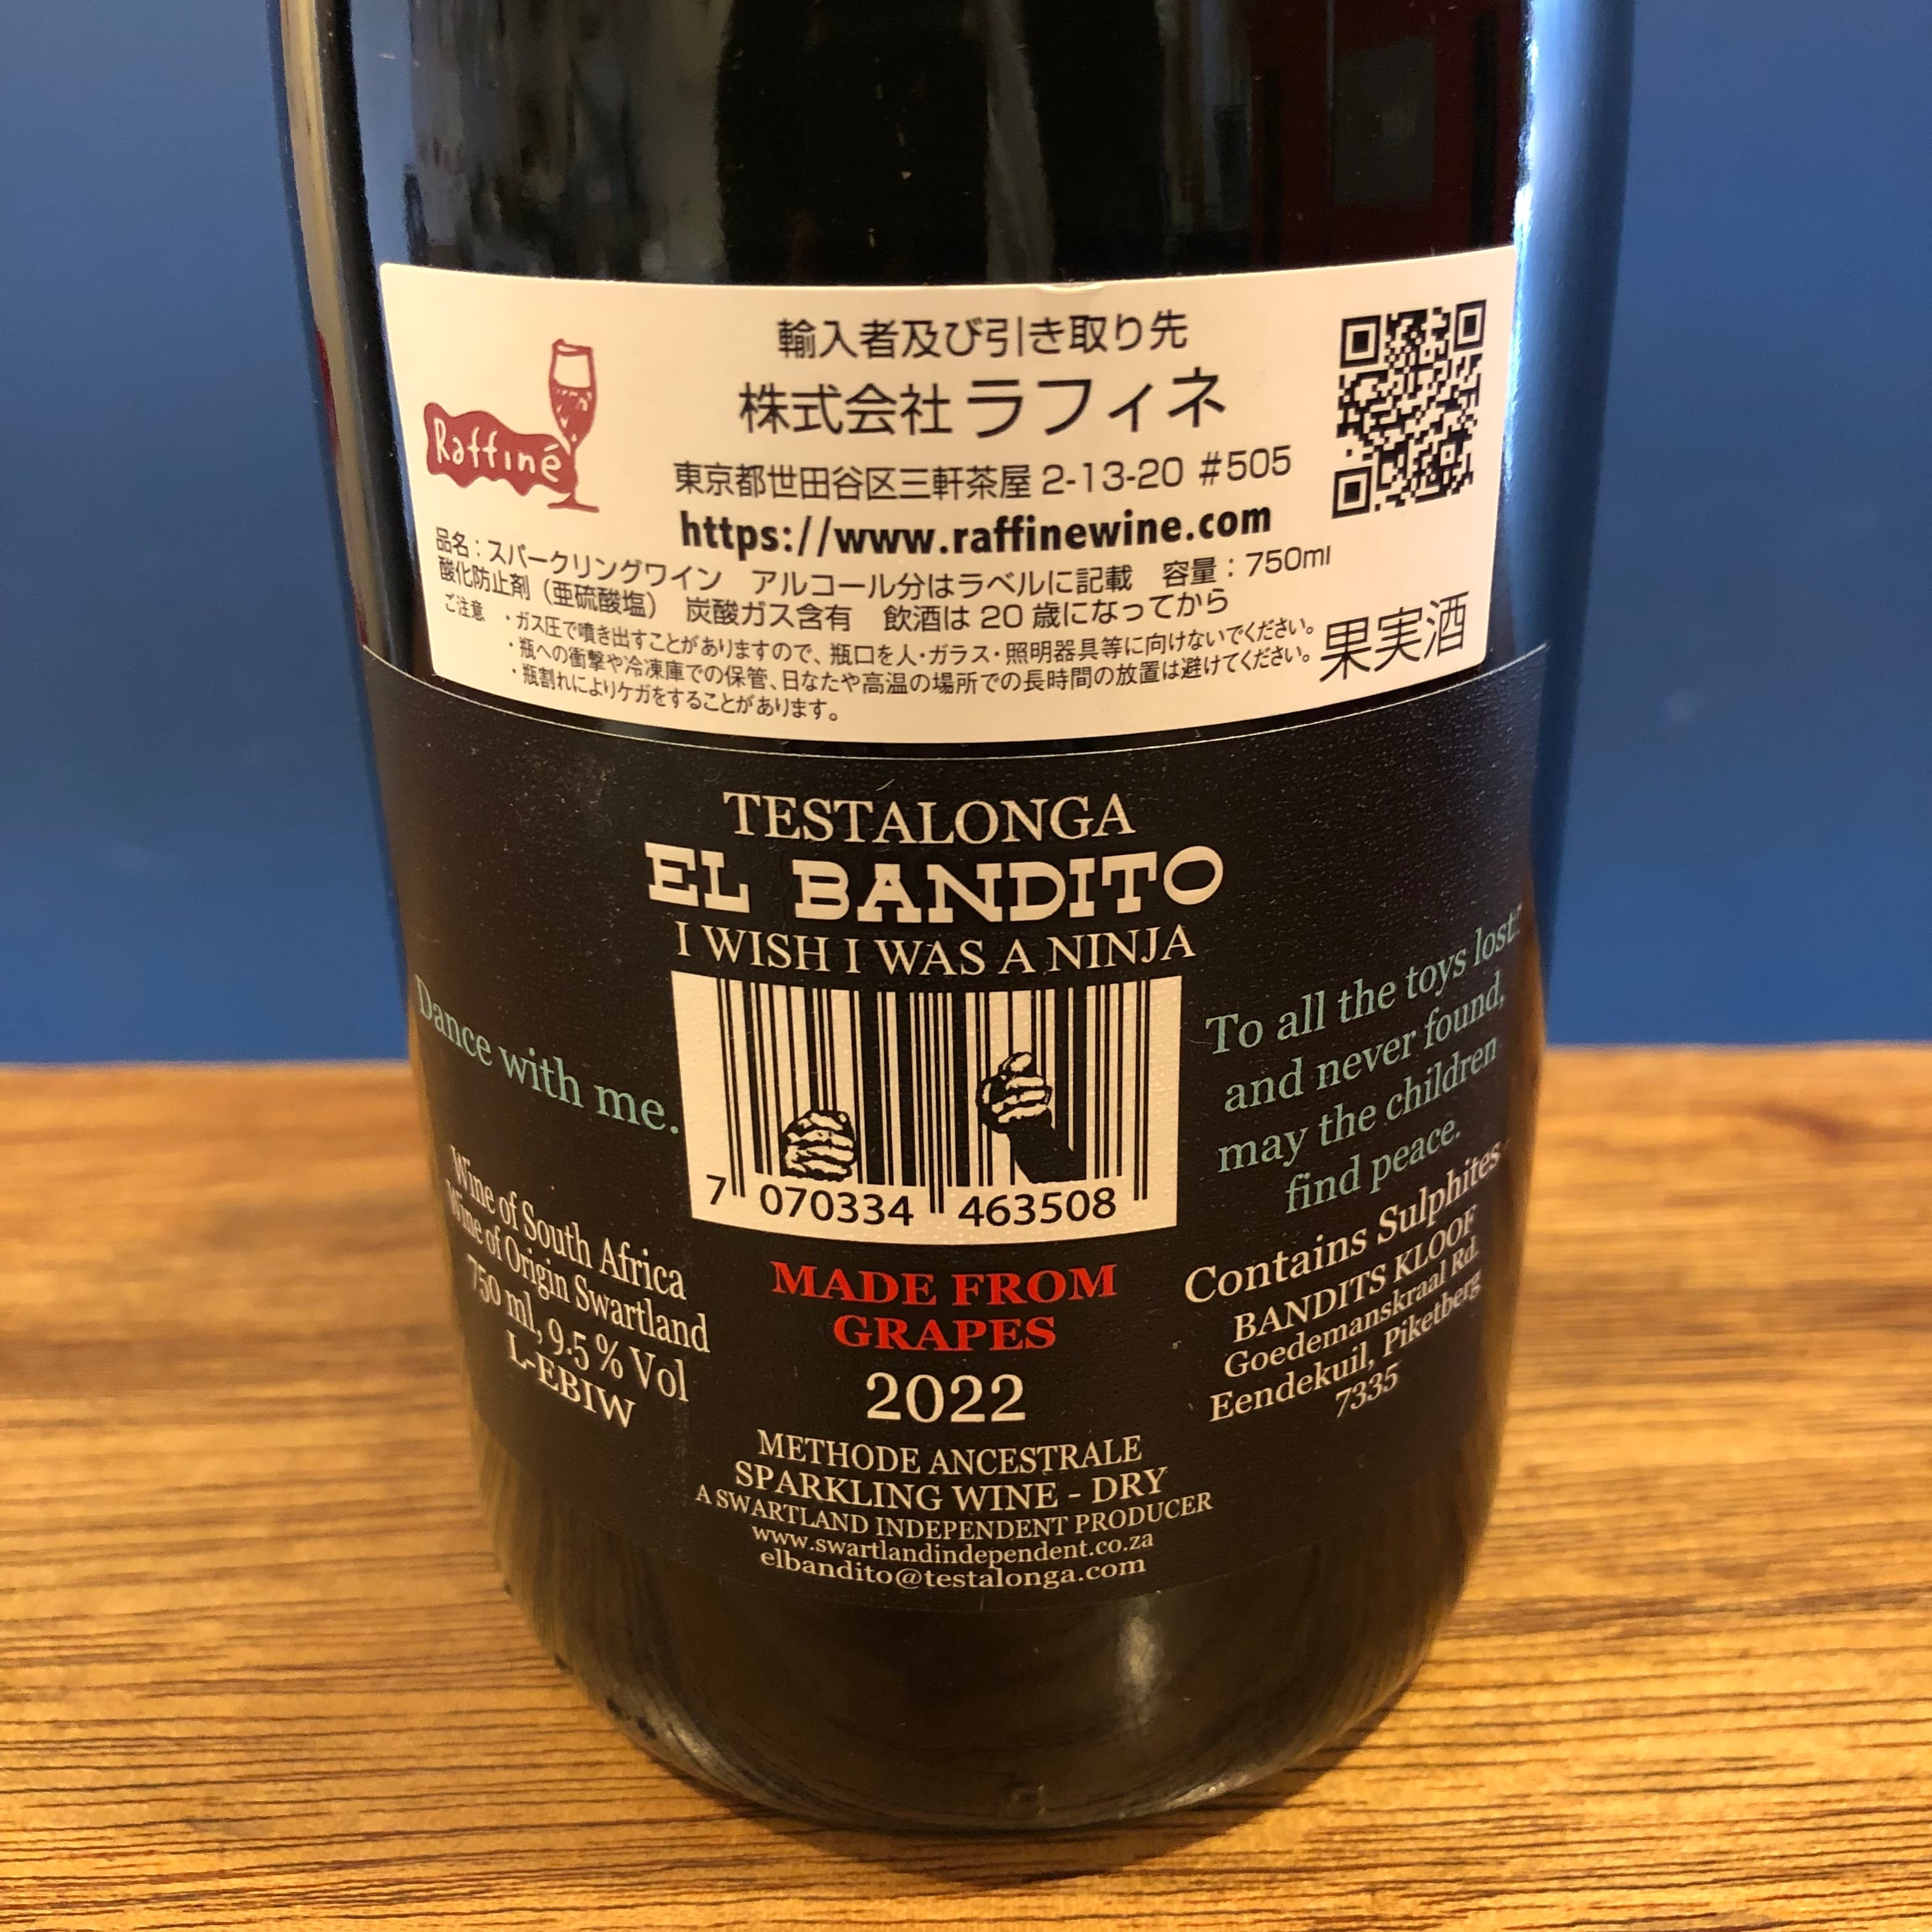 輸入者及び引き取り先
株式会社ラフィネ
Raffiné
東京都世田谷区三軒茶屋 2-13-20 #505
https://www.raffinewine.com
品名：スパークリングワイン　アルコール分はラベルに記載　容量：750ml
酸化防止剤（亜硫酸塩）　炭酸ガス含有　飲酒は 20 歳になってから
ご注意　・ガス圧で噴き出すことがありますので、瓶口を人・ガラス・照明器具等に向けないでください。
・瓶への衝撃や冷凍庫での保管、日なたや高温の場所での長時間の放置は避けてください。
・瓶割れによりケガをすることがあります。
果実酒
TESTALONGA
EL BANDITO
I WISH I WAS A NINJA
Dance with me.
Wine of South Africa
Wine of Origin Swartland
750 ml, 9.5 % Vol
L-EBIW
7 070334 463508
MADE FROM
GRAPES
2022
METHODE ANCESTRALE
SPARKLING WINE - DRY
A SWARTLAND INDEPENDENT PRODUCER
www.swartlandindependent.co.za
elbandito@testalonga.com
To all the toys lost
and never found,
may the children
find peace.
Contains Sulphites
BANDITS KLOOF
Goedemanskraal Rd.
Eendekuil, Piketberg
7335